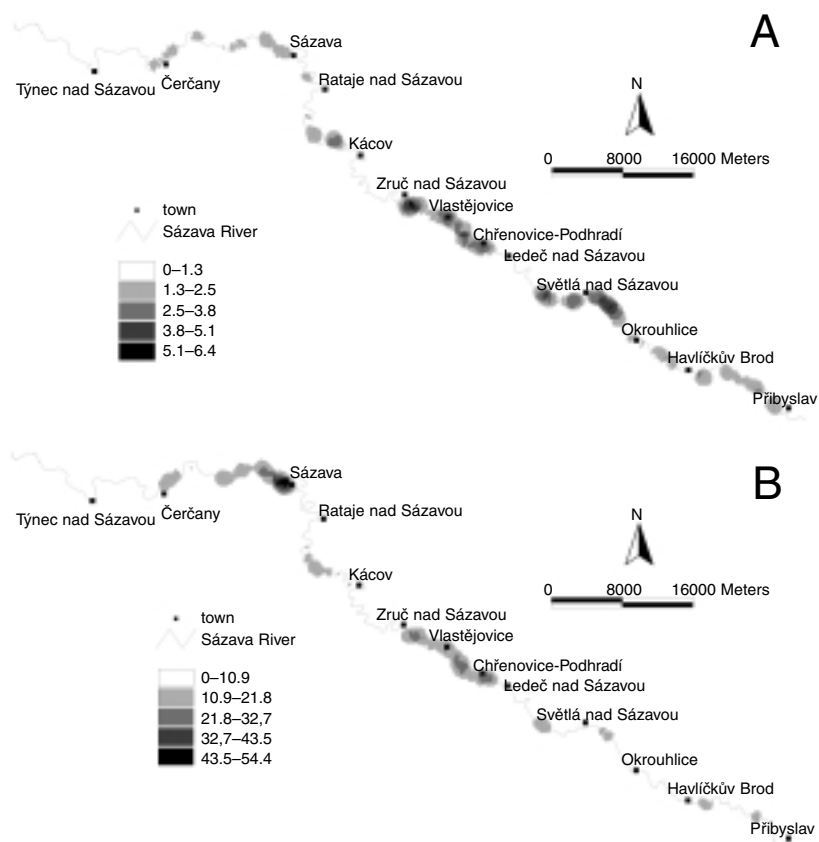 A
Sázava
Týnec nad Sázavou
Čerčany
Rataje nad Sázavou
N
0 8000 16000 Meters
Kácov
Zruč nad Sázavou
Vlastějovice
town
Sázava River
Chřenovice-Podhradí
Ledeč nad Sázavou
0–1.3
1.3–2.5
2.5–3.8
3.8–5.1
5.1–6.4
Světlá nad Sázavou
Okrouhlice
Havlíčkův Brod
Přibyslav
B
Sázava
Týnec nad Sázavou
Čerčany
Rataje nad Sázavou
N
0 8000 16000 Meters
Kácov
Zruč nad Sázavou
Vlastějovice
town
Sázava River
Chřenovice-Podhradí
Ledeč nad Sázavou
0–10.9
10.9–21.8
21.8–32,7
32,7–43.5
43.5–54.4
Světlá nad Sázavou
Okrouhlice
Havlíčkův Brod
Přibyslav